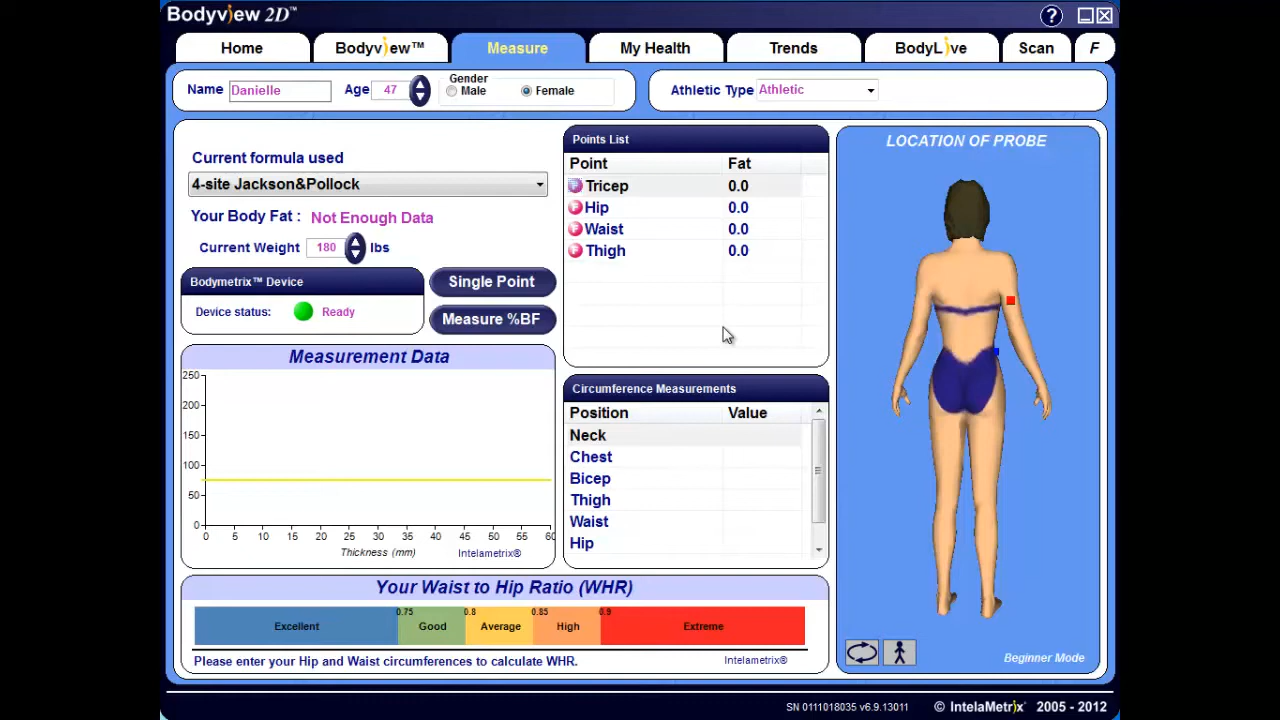 Bodyview 2D™
?
Home
Bodyview™
Measure
My Health
Trends
BodyLive
Scan
F
Name Danielle
Age 47
Gender
Male
Female
Athletic Type Athletic
Current formula used
4-site Jackson&Pollock
Your Body Fat : Not Enough Data
Current Weight 180 lbs
Bodymetrix™ Device
Device status: Ready
Single Point
Measure %BF
Points List
Point Fat
F Tricep 0.0
F Hip 0.0
F Waist 0.0
F Thigh 0.0
Measurement Data
250
200
150
100
50
0
0 5 10 15 20 25 30 35 40 45 50 55 60
Thickness (mm)
Intelametrix®
Circumference Measurements
Position Value
Neck
Chest
Bicep
Thigh
Waist
Hip
Your Waist to Hip Ratio (WHR)
0.75 0.8 0.85 0.9
Excellent Good Average High Extreme
Please enter your Hip and Waist circumferences to calculate WHR.
Intelametrix®
LOCATION OF PROBE
Beginner Mode
SN 0111018035 v6.9.13011
© IntelaMetrix® 2005 - 2012